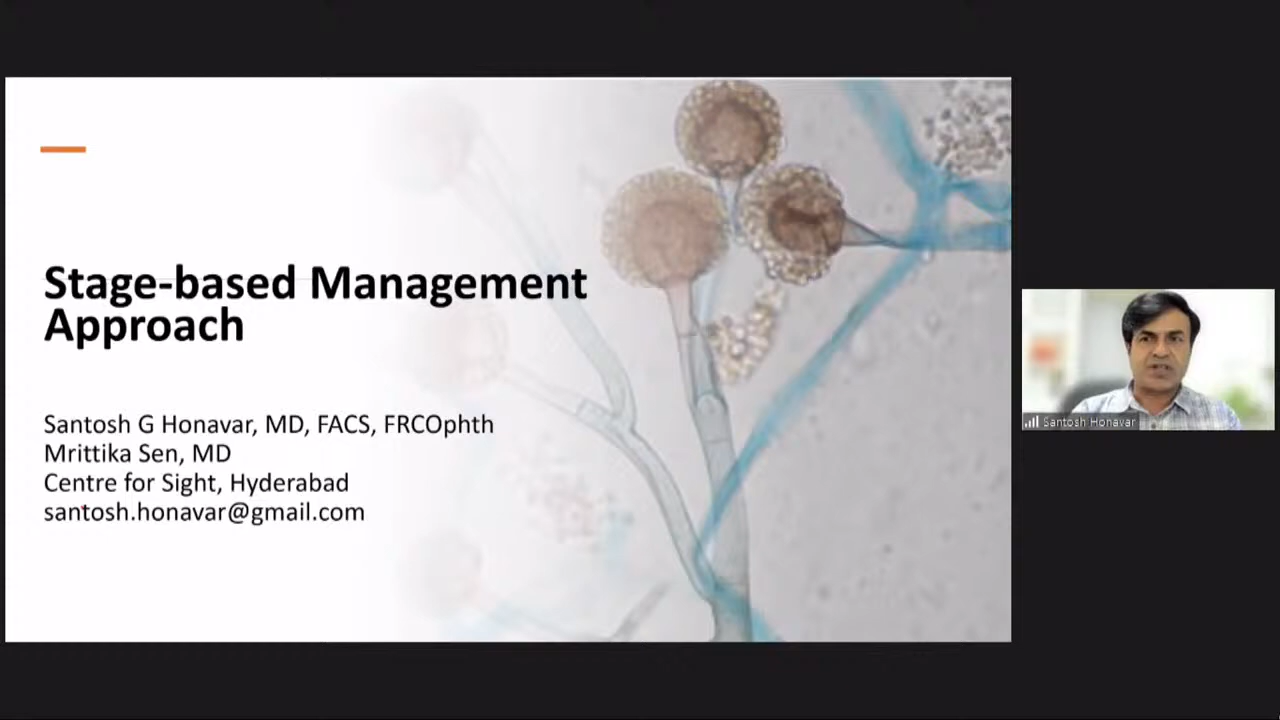 Stage-based Management
Approach
Santosh G Honavar, MD, FACS, FRCOphth
Mrittika Sen, MD
Centre for Sight, Hyderabad
santosh.honavar@gmail.com
Santosh Honavar